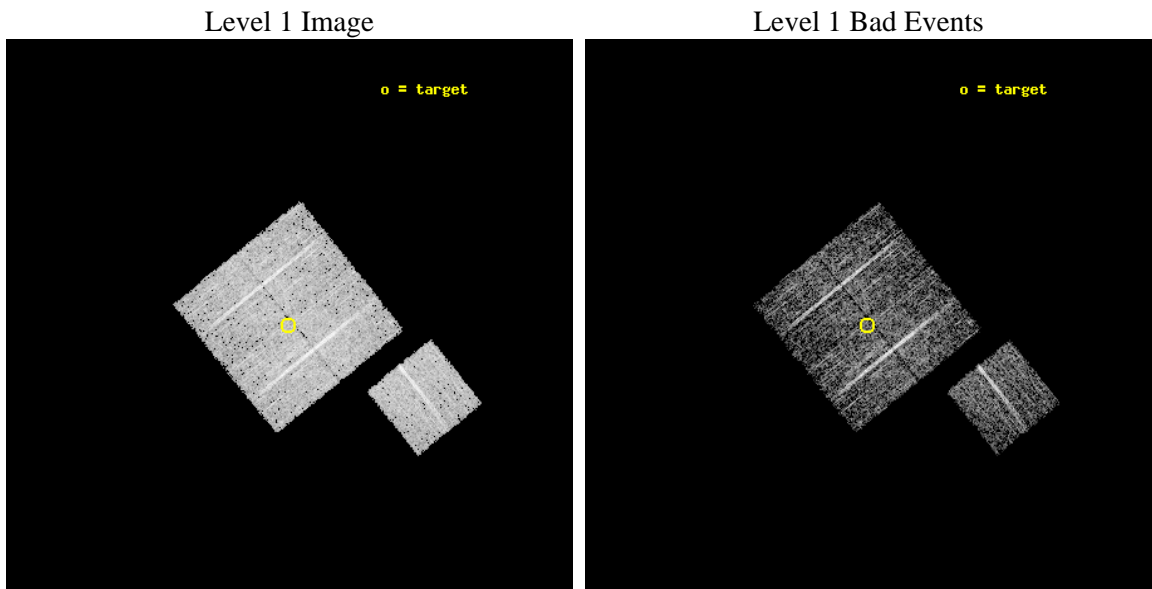 Level 1 Image
Level 1 Bad Events
o = target
o = target